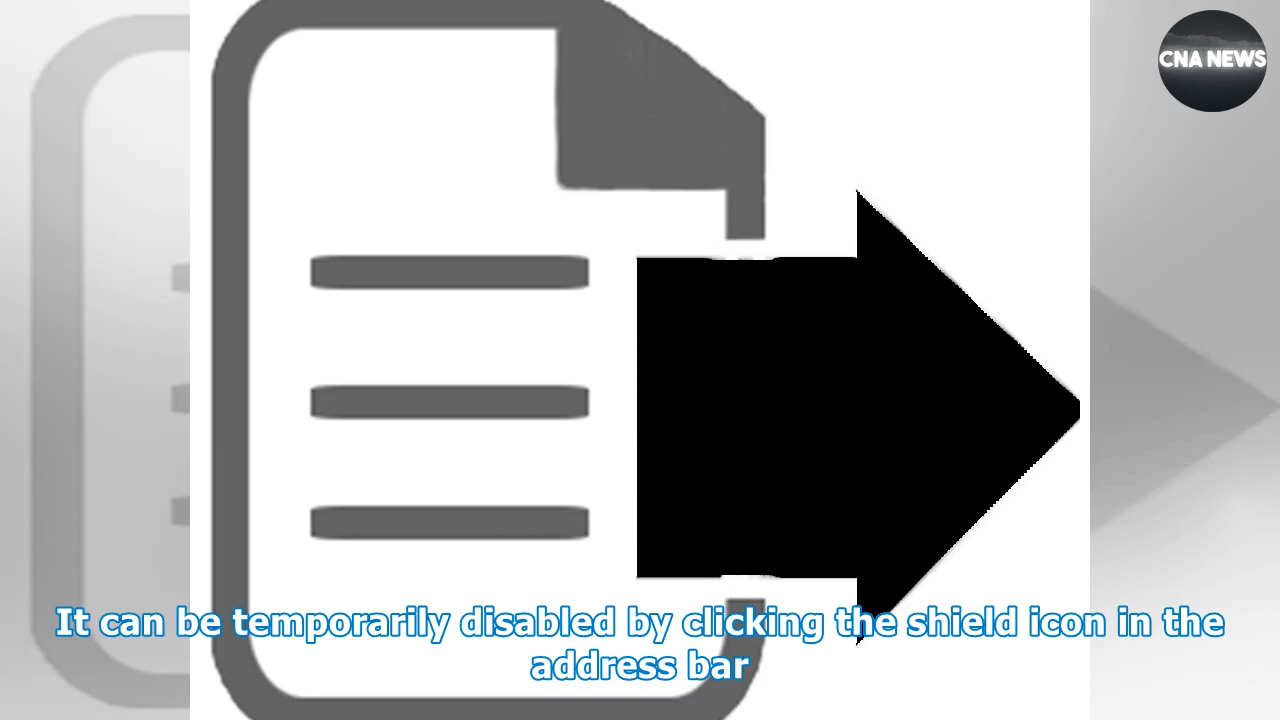 CNA NEWS
It can be temporarily disabled by clicking the shield icon in the
address bar